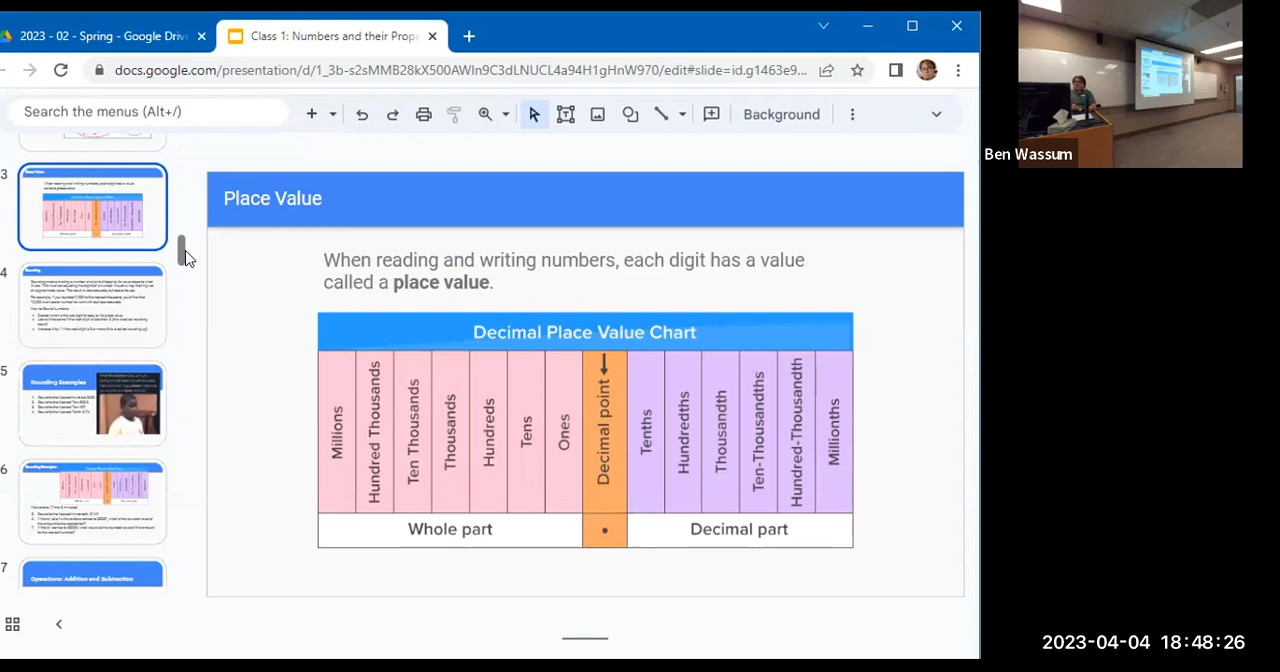 2023 - 02 - Spring - Google Driv
Class 1: Numbers and their Prop
docs.google.com/presentation/d/1_3b-s2sMMB28kX500AWIn9C3dLNUCL4a94H1gHnW970/edit#slide=id.g1463e9...
Search the menus (Alt+/)
Background
Ben Wassum
3
4
5
Rounding Examples
6
7
Operations: Addition and Subtraction
Place Value
When reading and writing numbers, each digit has a value
called a place value.
Decimal Place Value Chart
Millions
Hundred Thousands
Ten Thousands
Thousands
Hundreds
Tens
Ones
Decimal point
Tenths
Hundredths
Thousandth
Ten-Thousandths
Hundred-Thousandth
Millionths
Whole part
.
Decimal part
2023-04-04 18:48:26